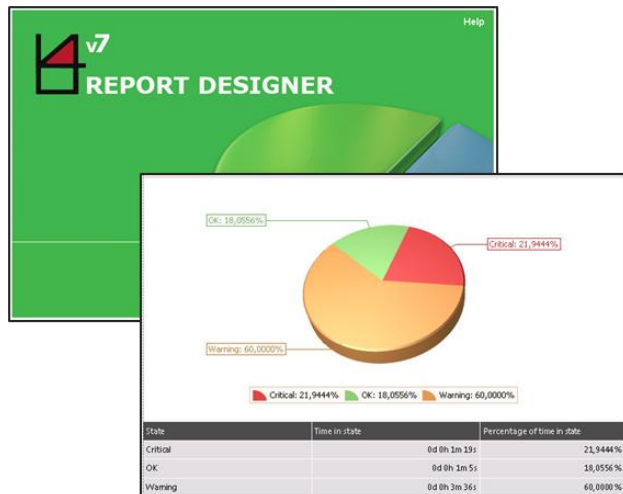 Help
v7
REPORT DESIGNER
OK: 18,0556%
Critical: 21,9444%
Warning: 60,0000%
Critical: 21,9444% OK: 18,0556% Warning: 60,0000%
State Time in state Percentage of time in state
Critical 0d 0h 1m 19s 21,9444%
OK 0d 0h 1m 5s 18,0556%
Warning 0d 0h 3m 36s 60,0000%